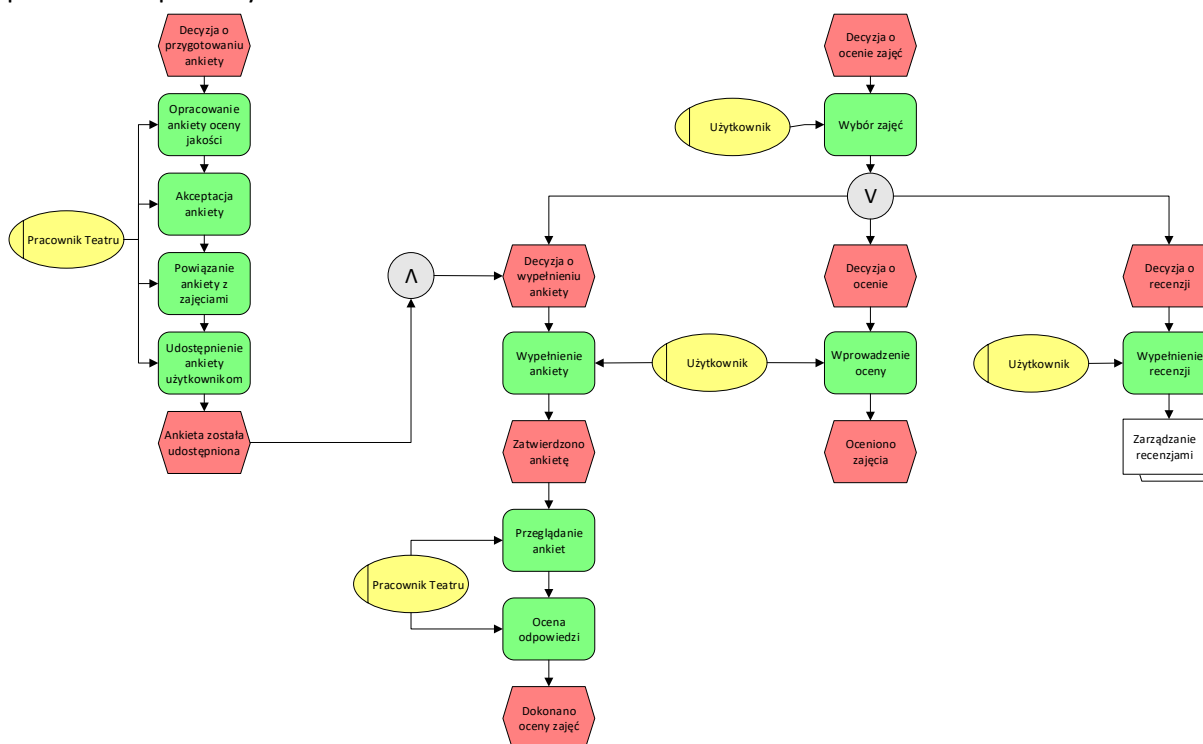 Decyzja o
przygotowaniu
ankiety
Decyzja o
ocenie zajęć
Opracowanie
ankiety oceny
jakości
Użytkownik
Wybór zajęć
Akceptacja
ankiety
V
Pracownik Teatru
Powiązanie
ankiety z
zajęciami
Λ
Decyzja o
wypełnieniu
ankiety
Decyzja o
ocenie
Decyzja o
recenzji
Udostępnienie
ankiety
użytkownikom
Wypełnienie
ankiety
Użytkownik
Wprowadzenie
oceny
Użytkownik
Wypełnienie
recenzji
Ankieta została
udostępniona
Zatwierdzono
ankietę
Oceniono
zajęcia
Zarządzanie
recenzjami
Przeglądanie
ankiet
Pracownik Teatru
Ocena
odpowiedzi
Dokonano
oceny zajęć